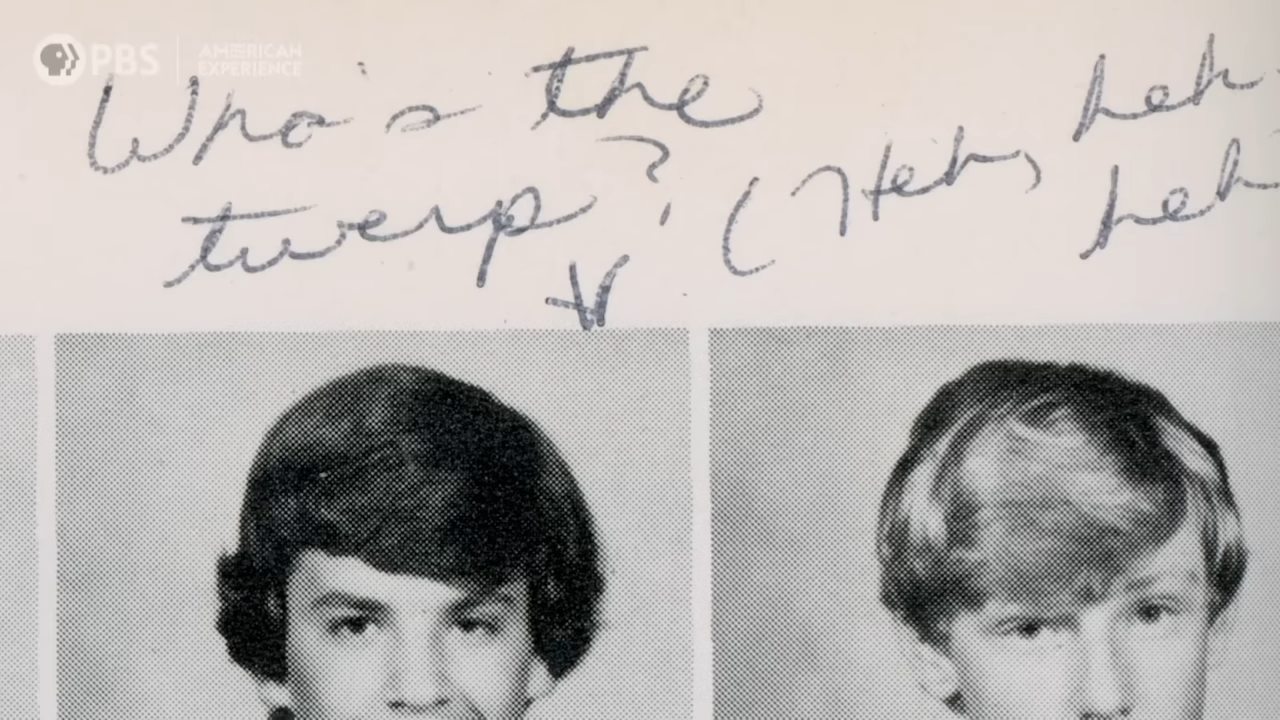 PBS
AMERICAN
EXPERIENCE
Who's the
twerp? (Heh, heh
heh